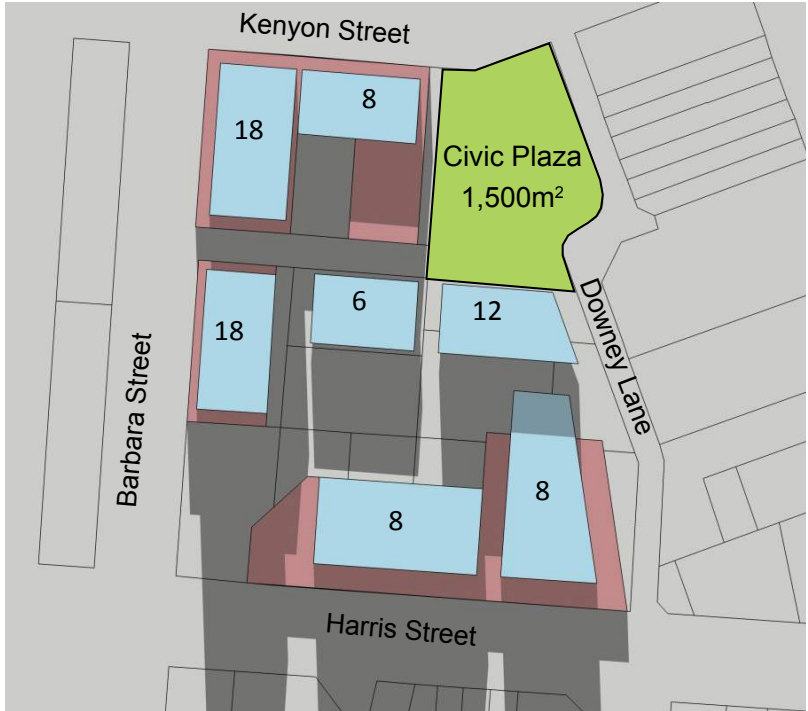 Kenyon Street
8
18
Civic Plaza
1,500m²
6
12
18
Downey Lane
Barbara Street
8
8
Harris Street